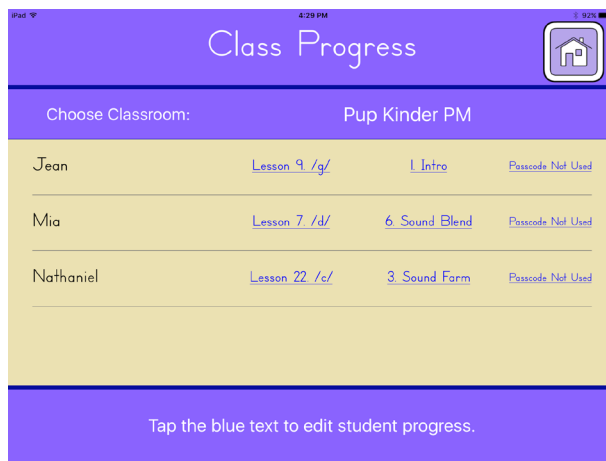 iPad 4:29 PM 92%
Class Progress
Choose Classroom: Pup Kinder PM
Jean Lesson 9. /g/ 1. Intro Passcode Not Used
Mia Lesson 7. /d/ 6. Sound Blend Passcode Not Used
Nathaniel Lesson 22. /c/ 3. Sound Farm Passcode Not Used
Tap the blue text to edit student progress.